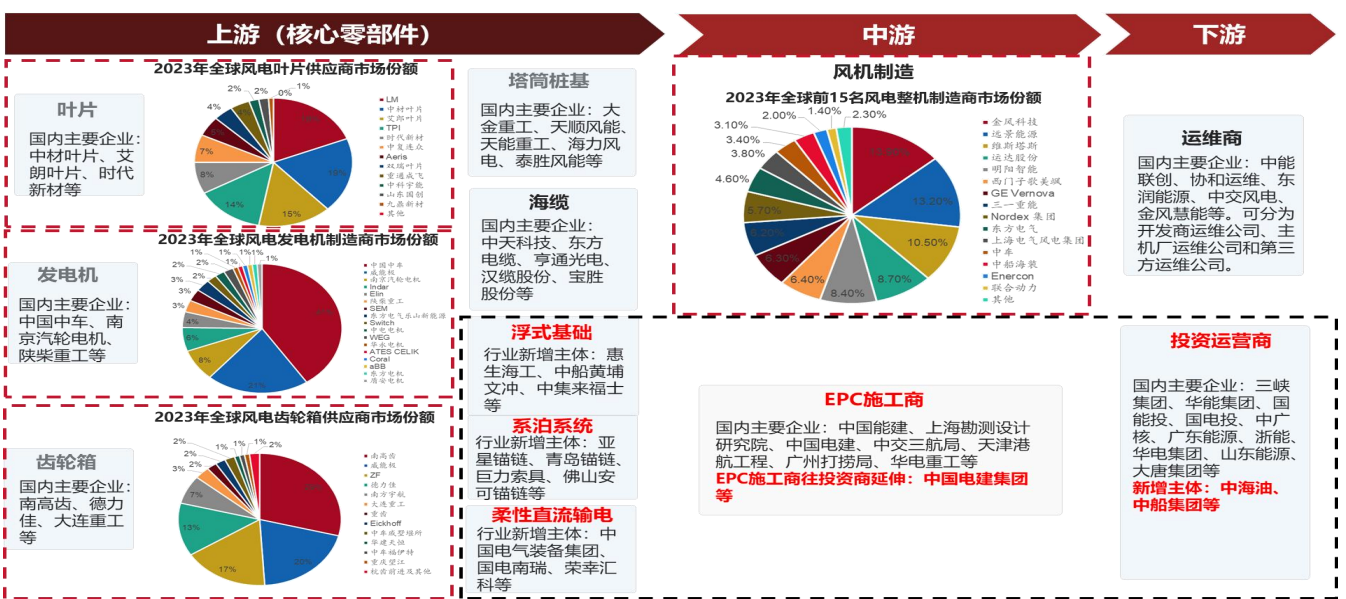 上游（核心零部件）
中游
下游
2023年全球风电叶片供应商市场份额
叶片
国内主要企业：
中材叶片、艾
朗叶片、时代
新材等
1%
0%
2%
2%
4%
4%
5%
7%
8%
14%
15%
19%
LM
中材叶片
艾郎叶片
TPI
时代新材
中复连众
Aeris
双瑞叶片
重通成飞
中科宇能
山东国创
九鼎新材
其他
2023年全球风电发电机制造商市场份额
发电机
国内主要企业：
中国中车、南
京汽轮电机、
陕柴重工等
1%
1%
1%1%
1%
1%
2%
2%
2%
3%
3%
3%
4%
6%
8%
21%
中国中车
威能极
南京汽轮电机
Indar
Elin
陕柴重工
SEM
东方电气乐山新能源
Switch
中电电机
WEG
华永电机
ATES CELIK
Coral
aBB
东方电机
盾安电机
2023年全球风电齿轮箱供应商市场份额
齿轮箱
国内主要企业：
南高齿、德力
佳、大连重工
等
1%
1%
1%
2%
2%
2%
2%
3%
7%
13%
17%
20%
南高齿
威能极
ZF
德力佳
南方宇航
大连重工
重齿
Eickhoff
中车戚墅堰所
华建天恒
中车福伊特
重庆望江
杭齿前进及其他
塔筒桩基
国内主要企业：大
金重工、天顺风能、
天能重工、海力风
电、泰胜风能等
海缆
国内主要企业：
中天科技、东方
电缆、亨通光电、
汉缆股份、宝胜
股份等
浮式基础
行业新增主体：惠
生海工、中船黄埔
文冲、中集来福士
等
系泊系统
行业新增主体：亚
星锚链、青岛锚链、
巨力索具、佛山安
可锚链等
柔性直流输电
行业新增主体：中
国电气装备集团、
国电南瑞、荣幸汇
科等
风机制造
2023年全球前15名风电整机制造商市场份额
1.40%
2.30%
2.00%
3.10%
3.40%
3.80%
4.60%
5.70%
6.20%
6.30%
6.40%
8.40%
8.70%
10.50%
13.20%
金风科技
远景能源
维斯塔斯
运达股份
明阳智能
西门子歌美飒
GE Vernova
三一重能
Nordex 集团
东方电气
上海电气风电集团
中车
中船海装
Enercon
联合动力
其他
EPC施工商
国内主要企业：中国能建、上海勘测设计
研究院、中国电建、中交三航局、天津港
航工程、广州打捞局、华电重工等
EPC施工商往投资商延伸：中国电建集团
等
运维商
国内主要企业：中能
联创、协和运维、东
润能源、中交风电、
金风慧能等。可分为
开发商运维公司、主
机厂运维公司和第三
方运维公司。
投资运营商
国内主要企业：三峡
集团、华能集团、国
能投、国电投、中广
核、广东能源、浙能、
华电集团、山东能源、
大唐集团等
新增主体：中海油、
中船集团等